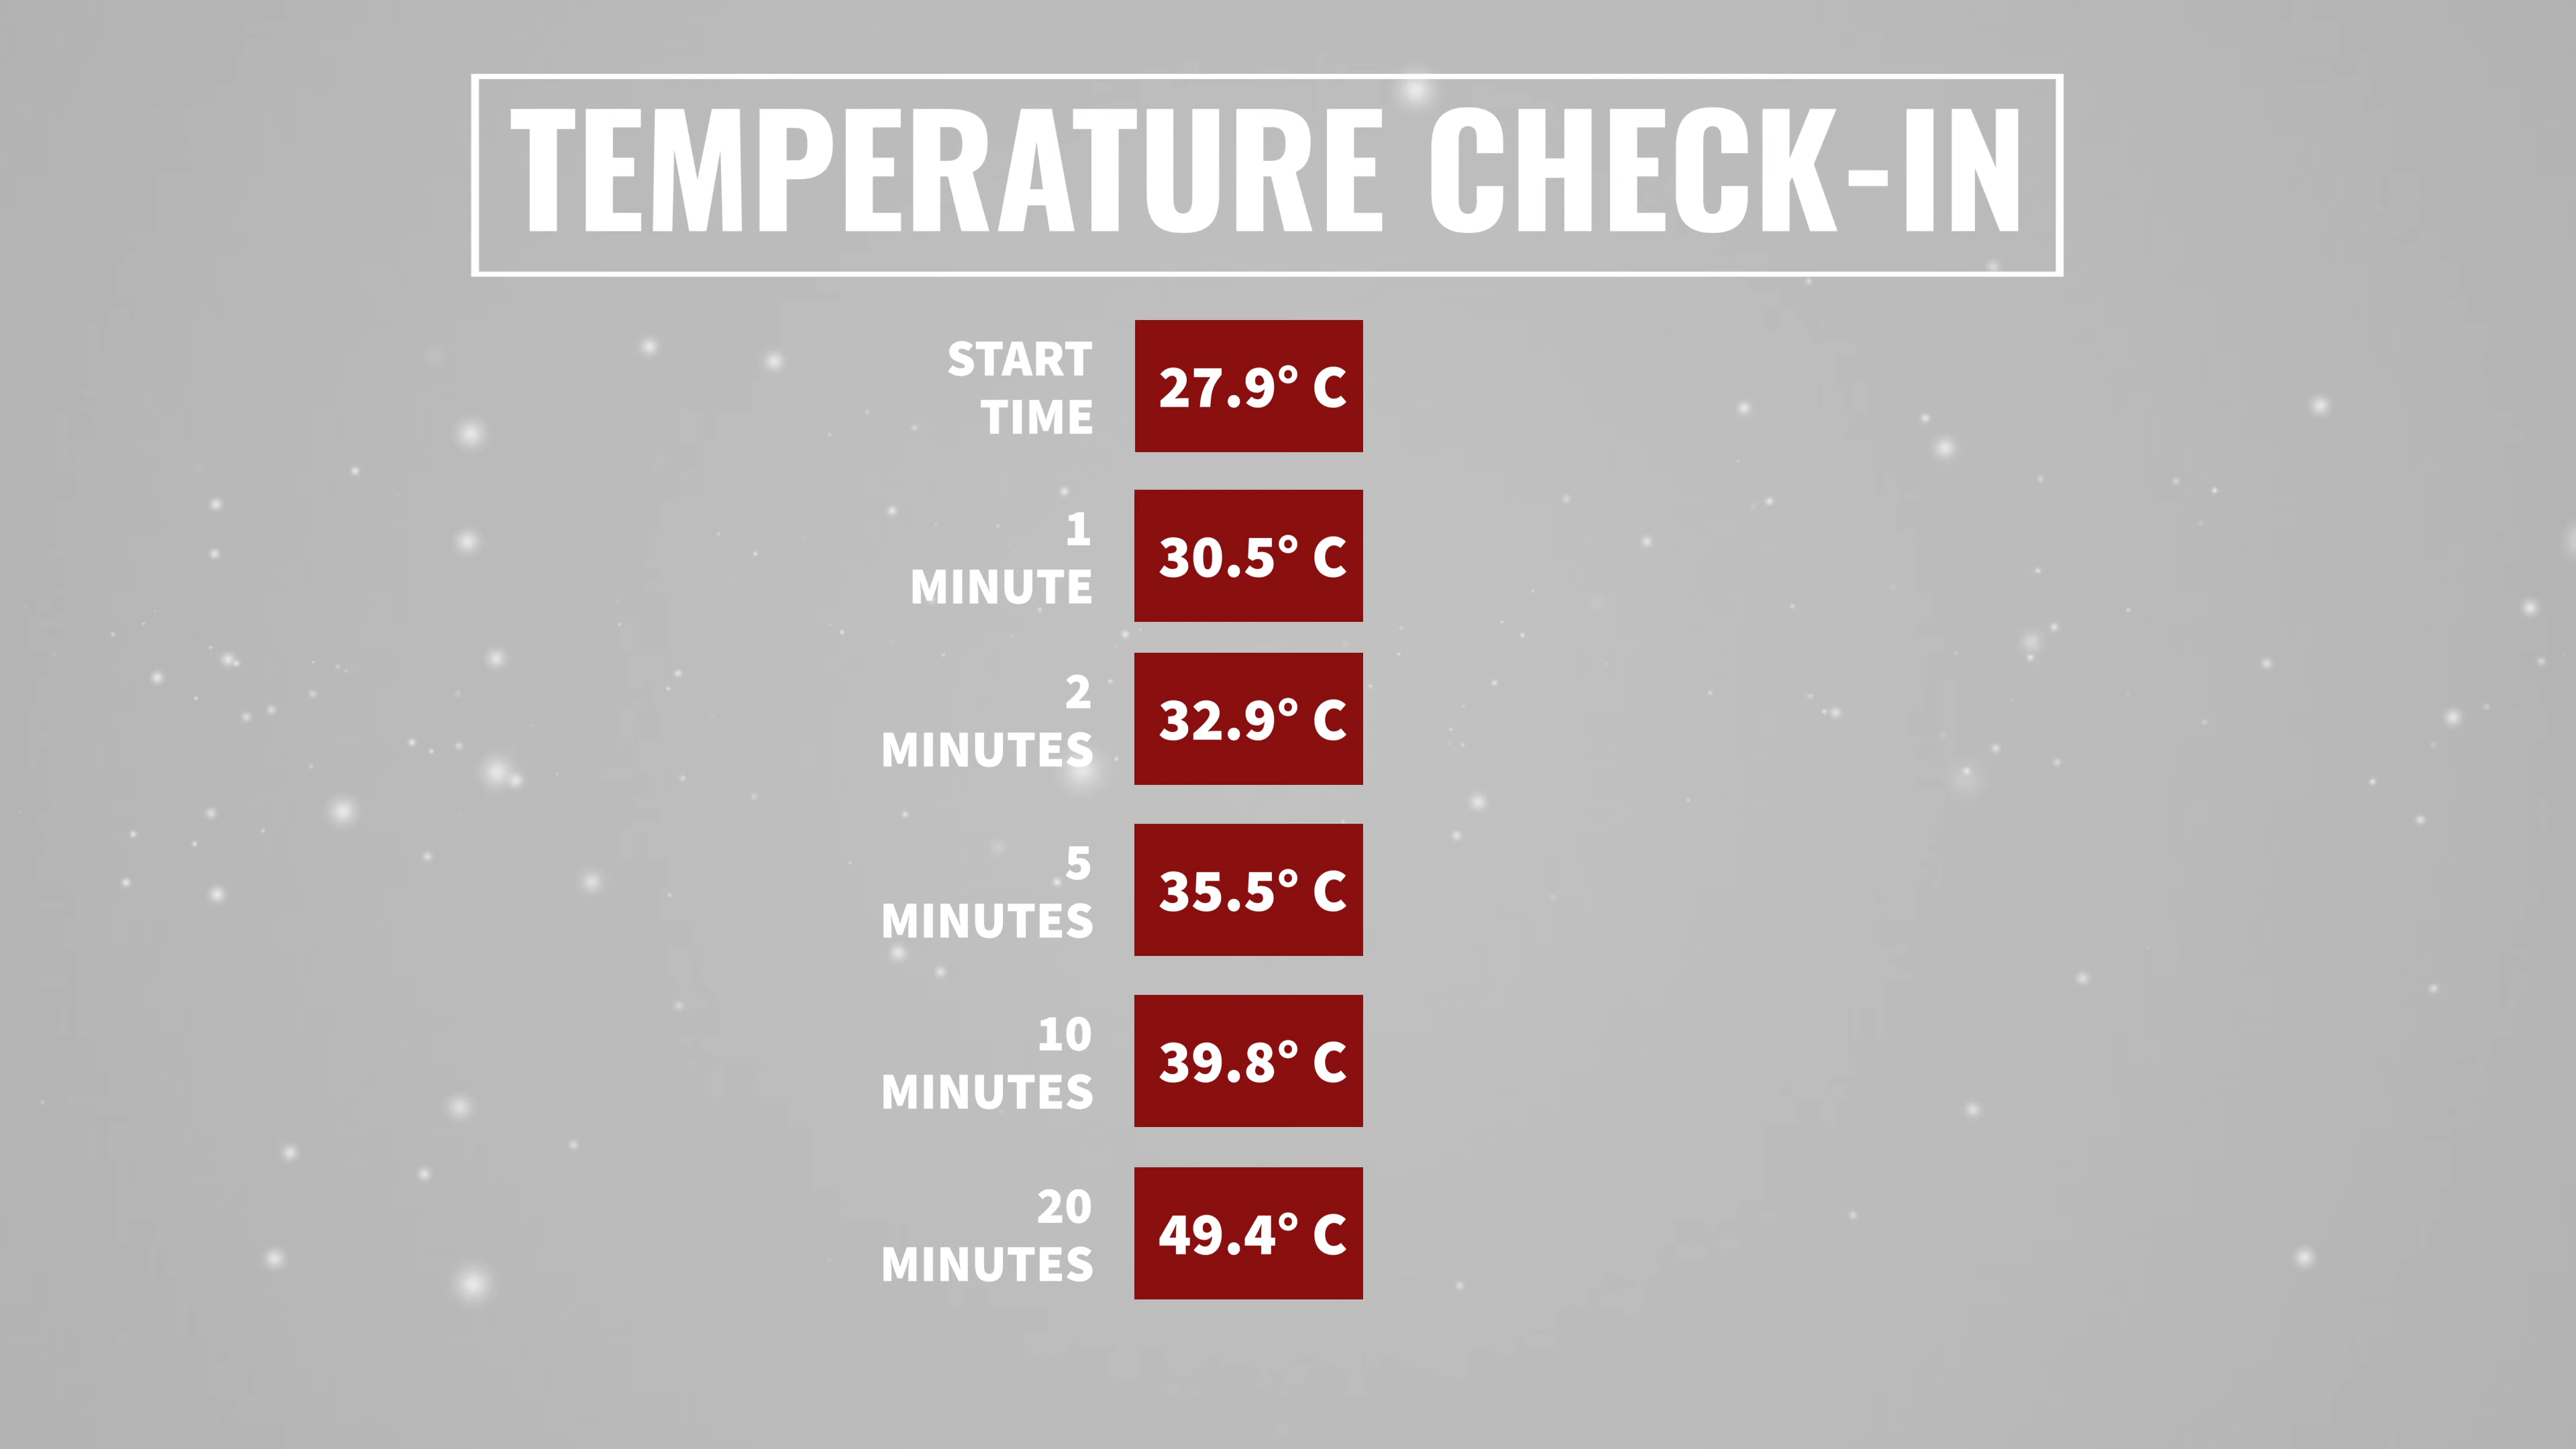 TEMPERATURE CHECK-IN
START
TIME
27.9° C
1
MINUTE
30.5° C
2
MINUTES
32.9° C
5
MINUTES
35.5° C
10
MINUTES
39.8° C
20
MINUTES
49.4° C